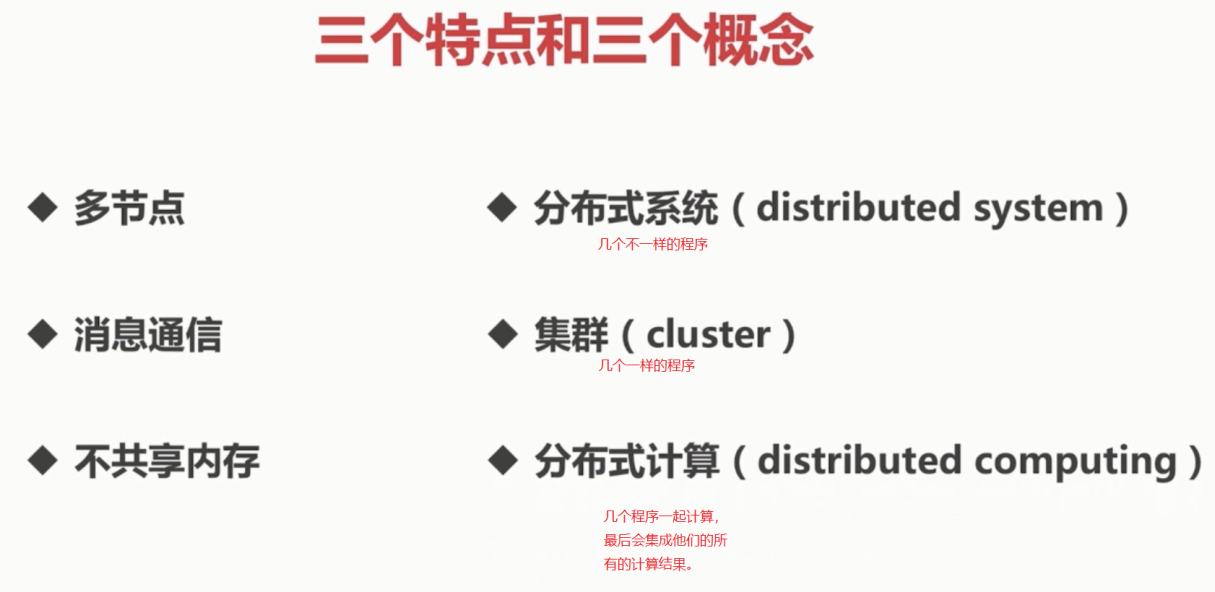 三个特点和三个概念
◆ 多节点
◆ 分布式系统（distributed system）
几个不一样的程序
◆ 消息通信
◆ 集群（cluster）
几个一样的程序
◆ 不共享内存
◆ 分布式计算（distributed computing）
几个程序一起计算，
最后会集成他们的所
有的计算结果。